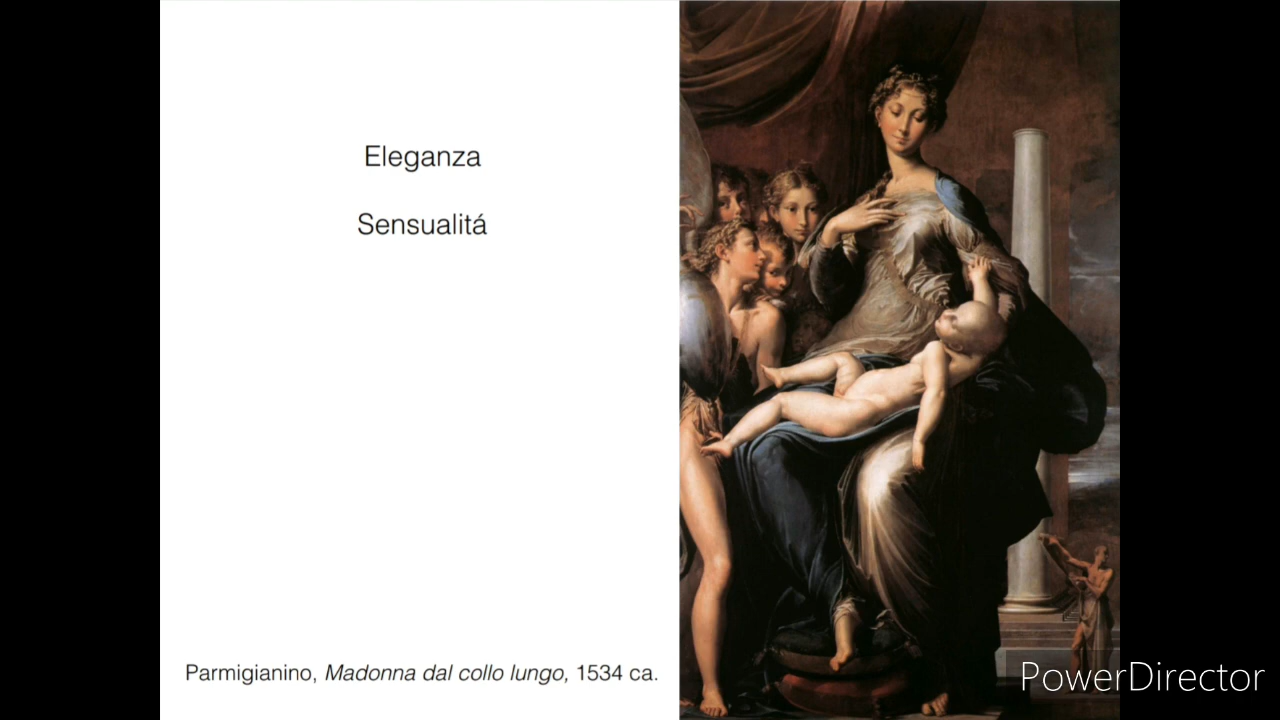 Eleganza
Sensualitá
Parmigianino, Madonna dal collo lungo, 1534 ca.
PowerDirector